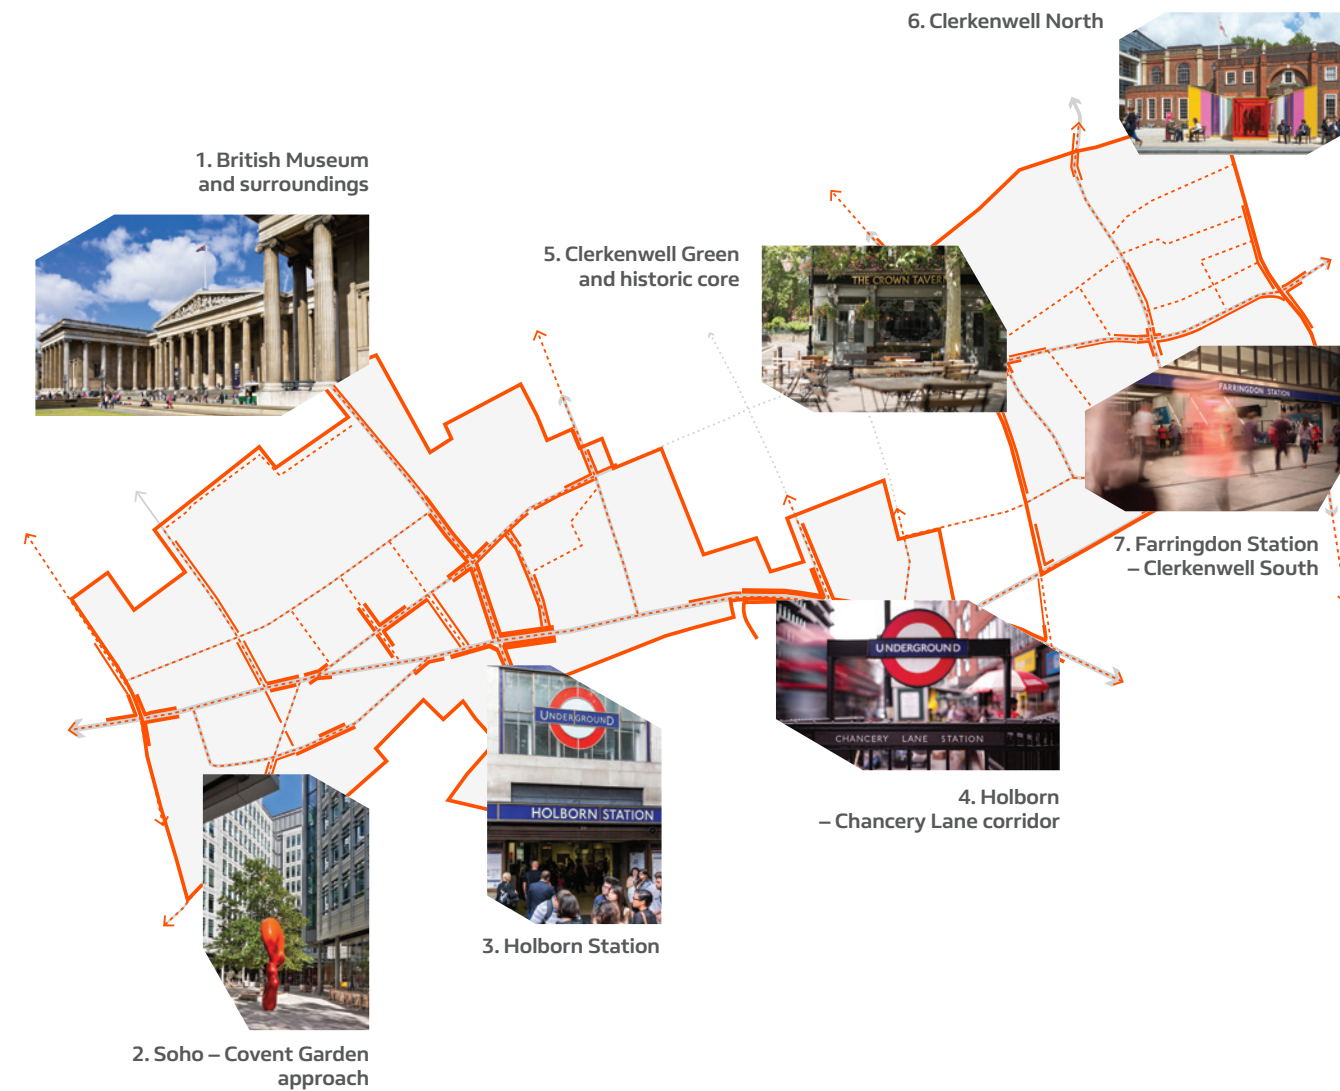 6. Clerkenwell North
1. British Museum
and surroundings
5. Clerkenwell Green
and historic core
THE CROWN TAVER
FARRINGDON STATION
7. Farringdon Station
– Clerkenwell South
UNDERGROUND
CHANCERY LANE STATION
4. Holborn
– Chancery Lane corridor
UNDERGROUND
HOLBORN STATION
3. Holborn Station
2. Soho – Covent Garden
approach